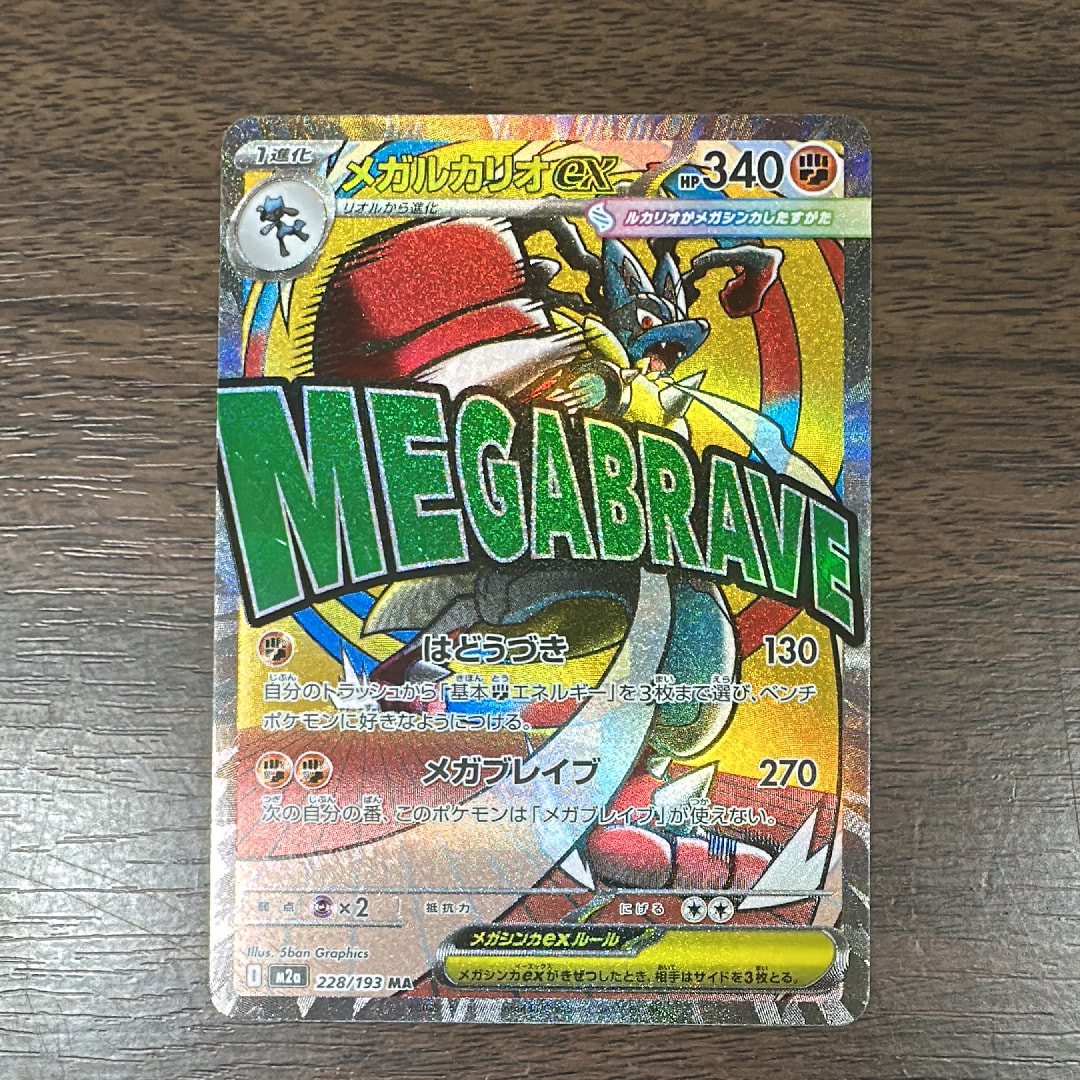 1進化
メガルカリオex
HP340
リオルから進化
ルカリオがメガシンカしたすがた
MEGABRAVE
はどうづき 130
自分のトラッシュから「基本エネルギー」を3枚まで選び、ベンチ
ポケモンに好きなようにつける。
メガブレイブ 270
次の自分の番、このポケモンは「メガブレイブ」が使えない。
弱点 ×2 抵抗力 にげる
Illus. 5ban Graphics
メガシンカexルール
メガシンカexがきぜつしたとき、相手はサイドを3枚とる。
I M2a 228/193 MA